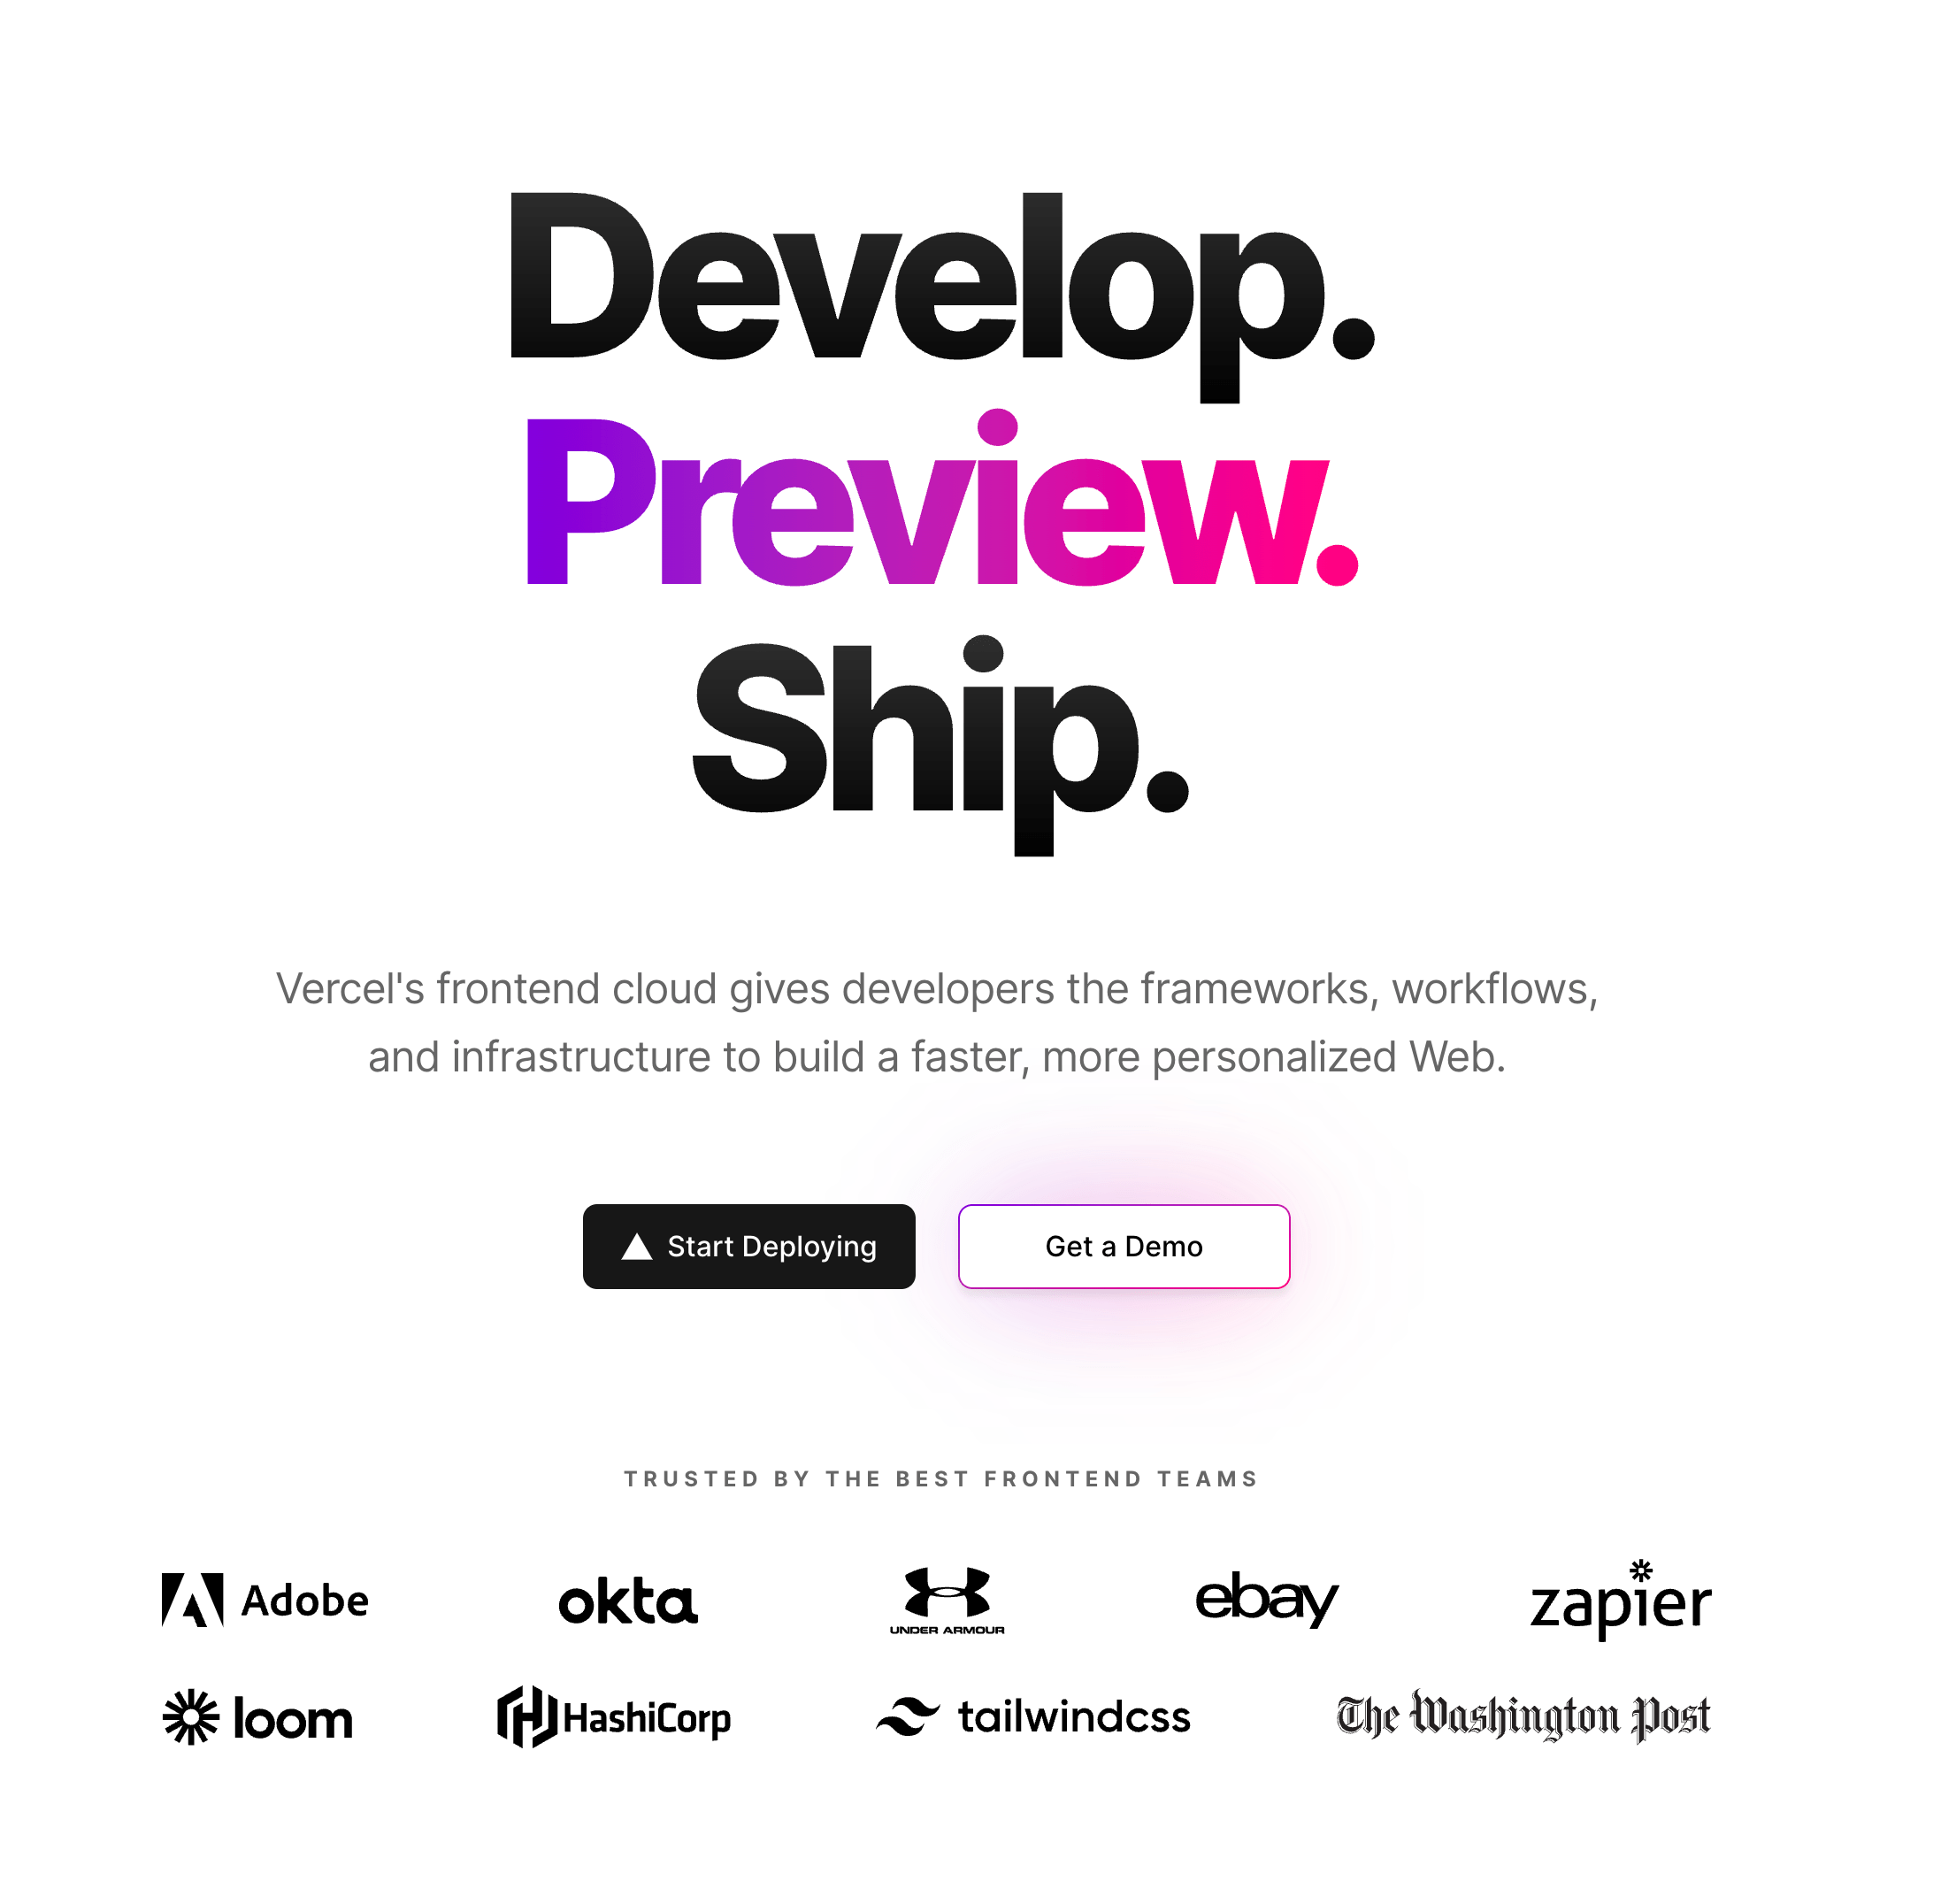 Develop.
Preview.
Ship.
Vercel's frontend cloud gives developers the frameworks, workflows,
and infrastructure to build a faster, more personalized Web.
Start Deploying
Get a Demo
TRUSTED BY THE BEST FRONTEND TEAMS
Adobe
okta
UNDER ARMOUR
ebay
zapier
loom
HashiCorp
tailwindcss
The Washington Post